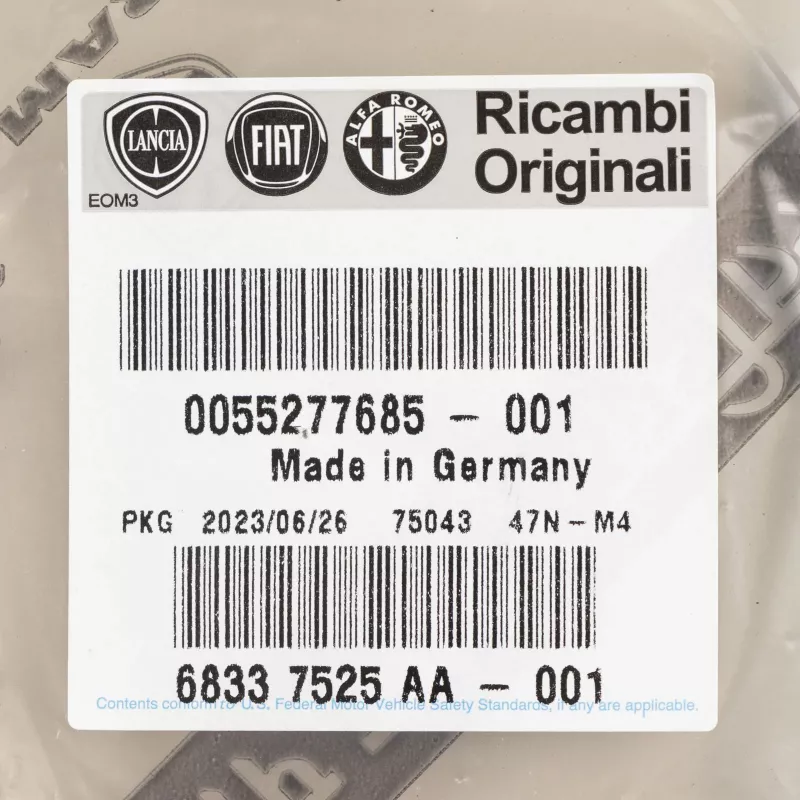 LANCIA
FIAT
ALFA ROMEO
Ricambi
Originali
EOM3
0055277685 - 001
Made in Germany
PKG 2023/06/26 75043 47N-M4
6833 7525 AA - 001
Contents conform to U.S. Federal Motor Vehicle Safety Standards, if any are applicable.